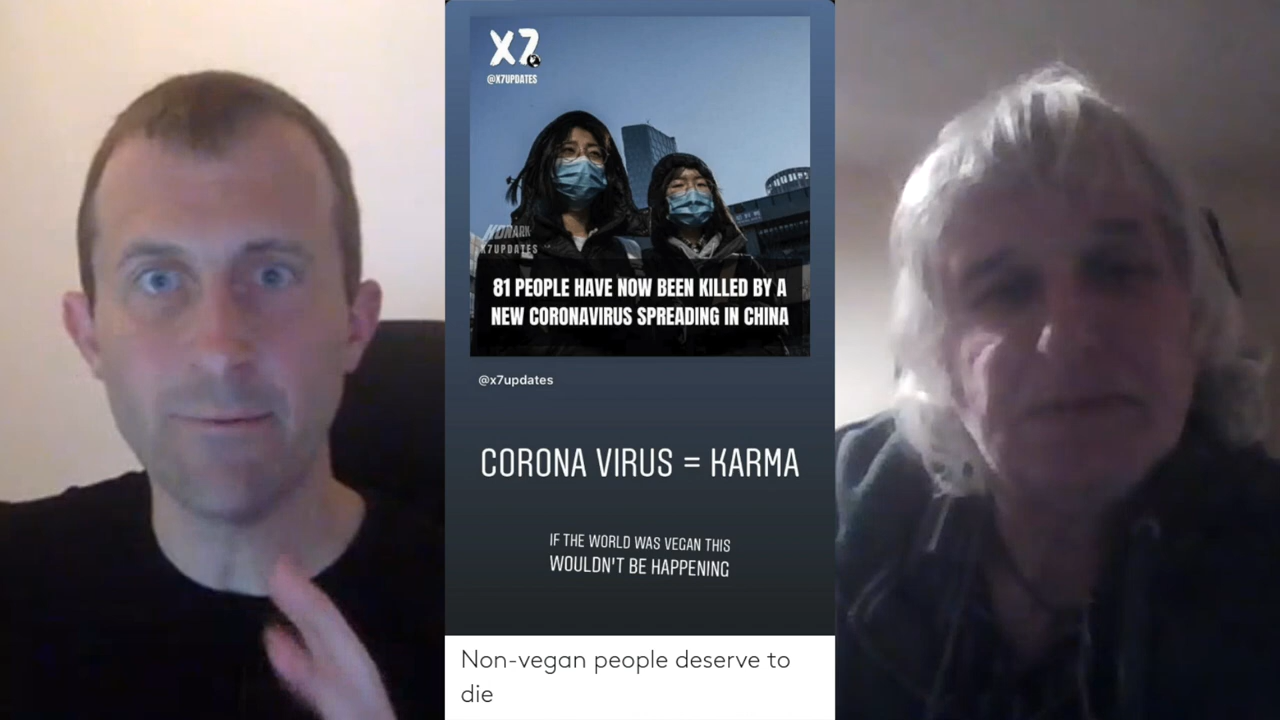 X7
@X7UPDATES
X7UPDATES
81 PEOPLE HAVE NOW BEEN KILLED BY A
NEW CORONAVIRUS SPREADING IN CHINA
@x7updates
CORONA VIRUS = KARMA
IF THE WORLD WAS VEGAN THIS
WOULDN'T BE HAPPENING
Non-vegan people deserve to
die